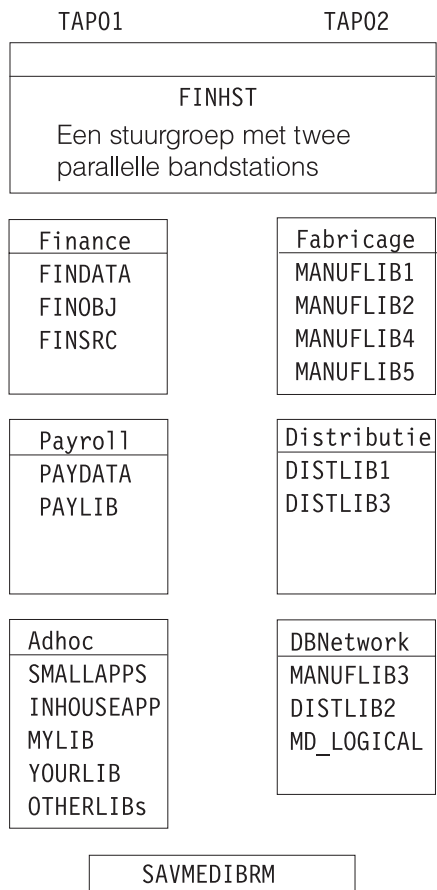 TAP01 TAP02
FINHST
Een stuurgroep met twee
parallelle bandstations
Finance
FINDATA
FINOBJ
FINSRC
Fabricage
MANUFLIB1
MANUFLIB2
MANUFLIB4
MANUFLIB5
Payroll
PAYDATA
PAYLIB
Distributie
DISTLIB1
DISTLIB3
Adhoc
SMALLAPPS
INHOUSEAPP
MYLIB
YOURLIB
OTHERLIBs
DBNetwork
MANUFLIB3
DISTLIB2
MD_LOGICAL
SAVMEDIBRM